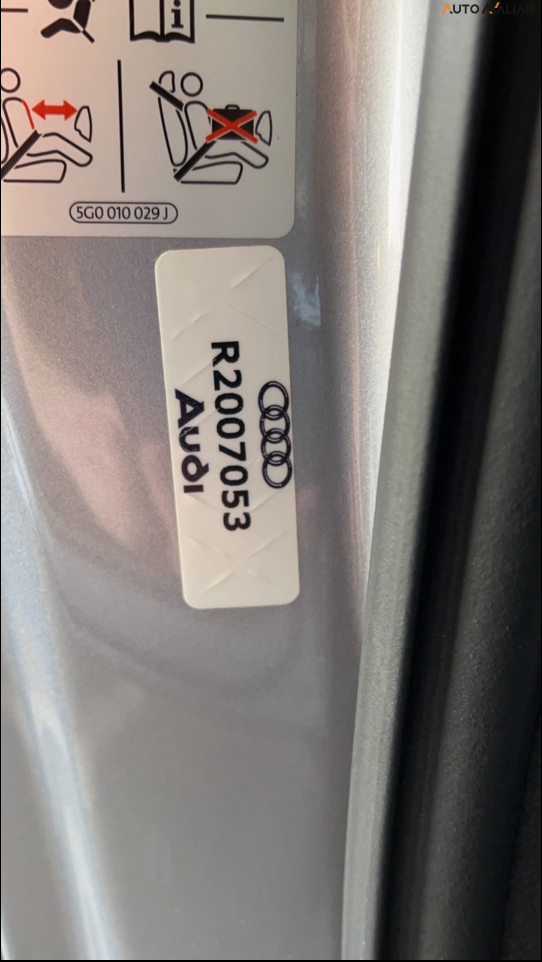 AUTO AVALIAR
i
5G0 010 029 J
R2007053
Audi